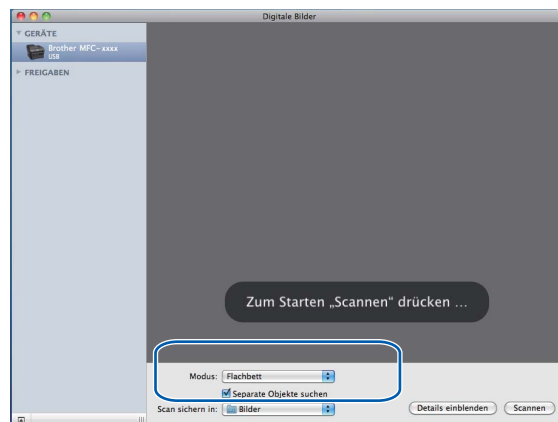 Digitale Bilder
GERÄTE
Brother MFC-xxxx
USB
FREIGABEN
Zum Starten „Scannen“ drücken ...
Modus: Flachbett
Separate Objekte suchen
Scan sichern in: Bilder
Details einblenden Scannen